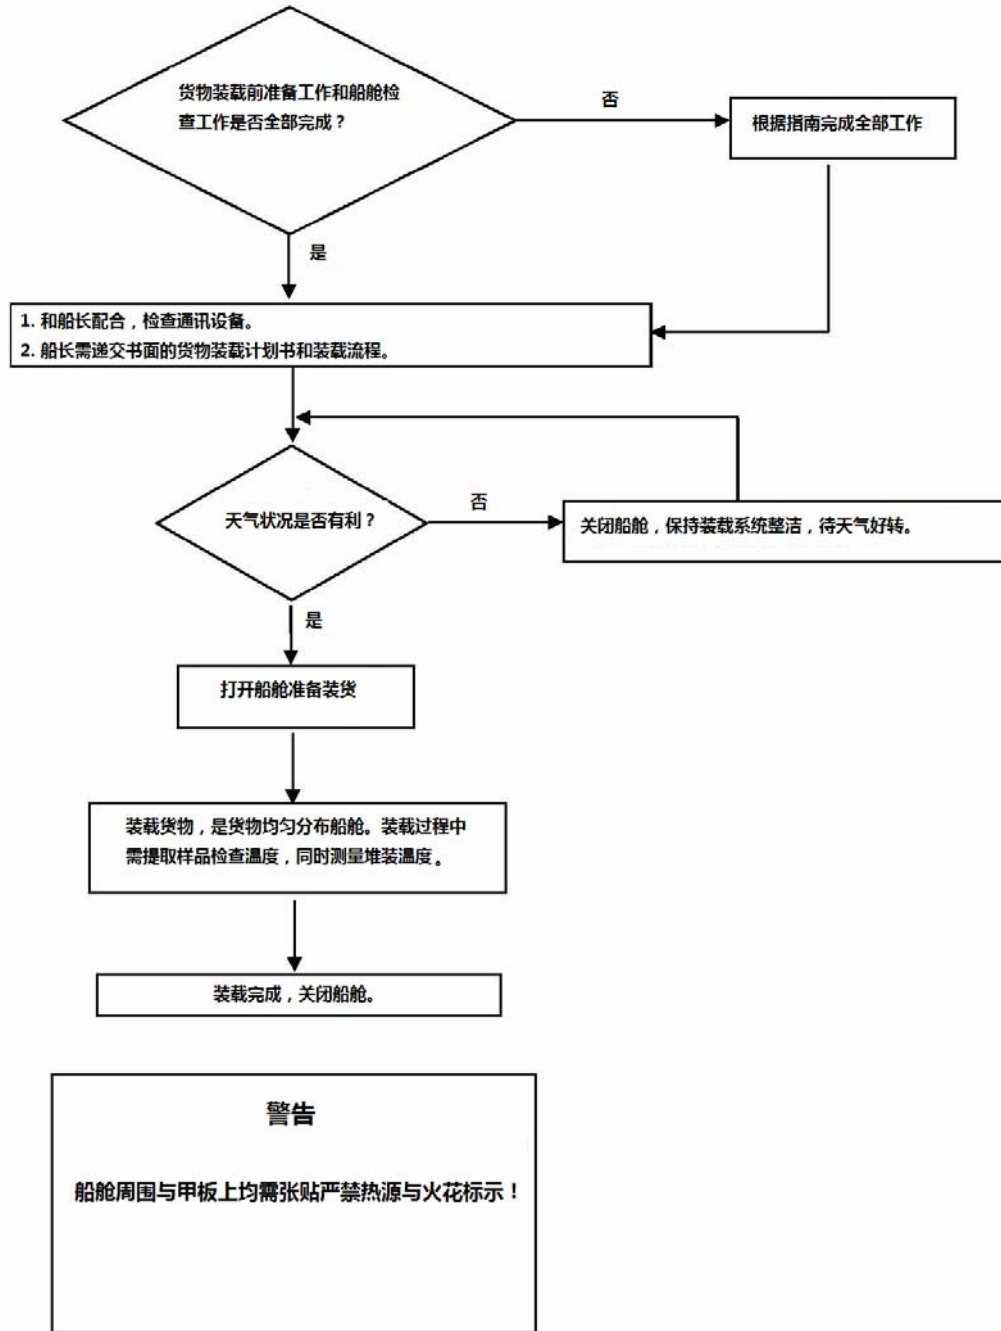 货物装载前准备工作和船舱检
查工作是否全部完成？
否
根据指南完成全部工作
是
1. 和船长配合，检查通讯设备。
2. 船长需递交书面的货物装载计划书和装载流程。
天气状况是否有利？
否
关闭船舱，保持装载系统整洁，待天气好转。
是
打开船舱准备装货
装载货物，是货物均匀分布船舱。装载过程中
需提取样品检查温度，同时测量堆装温度。
装载完成，关闭船舱。
警告
船舱周围与甲板上均需张贴严禁热源与火花标示！